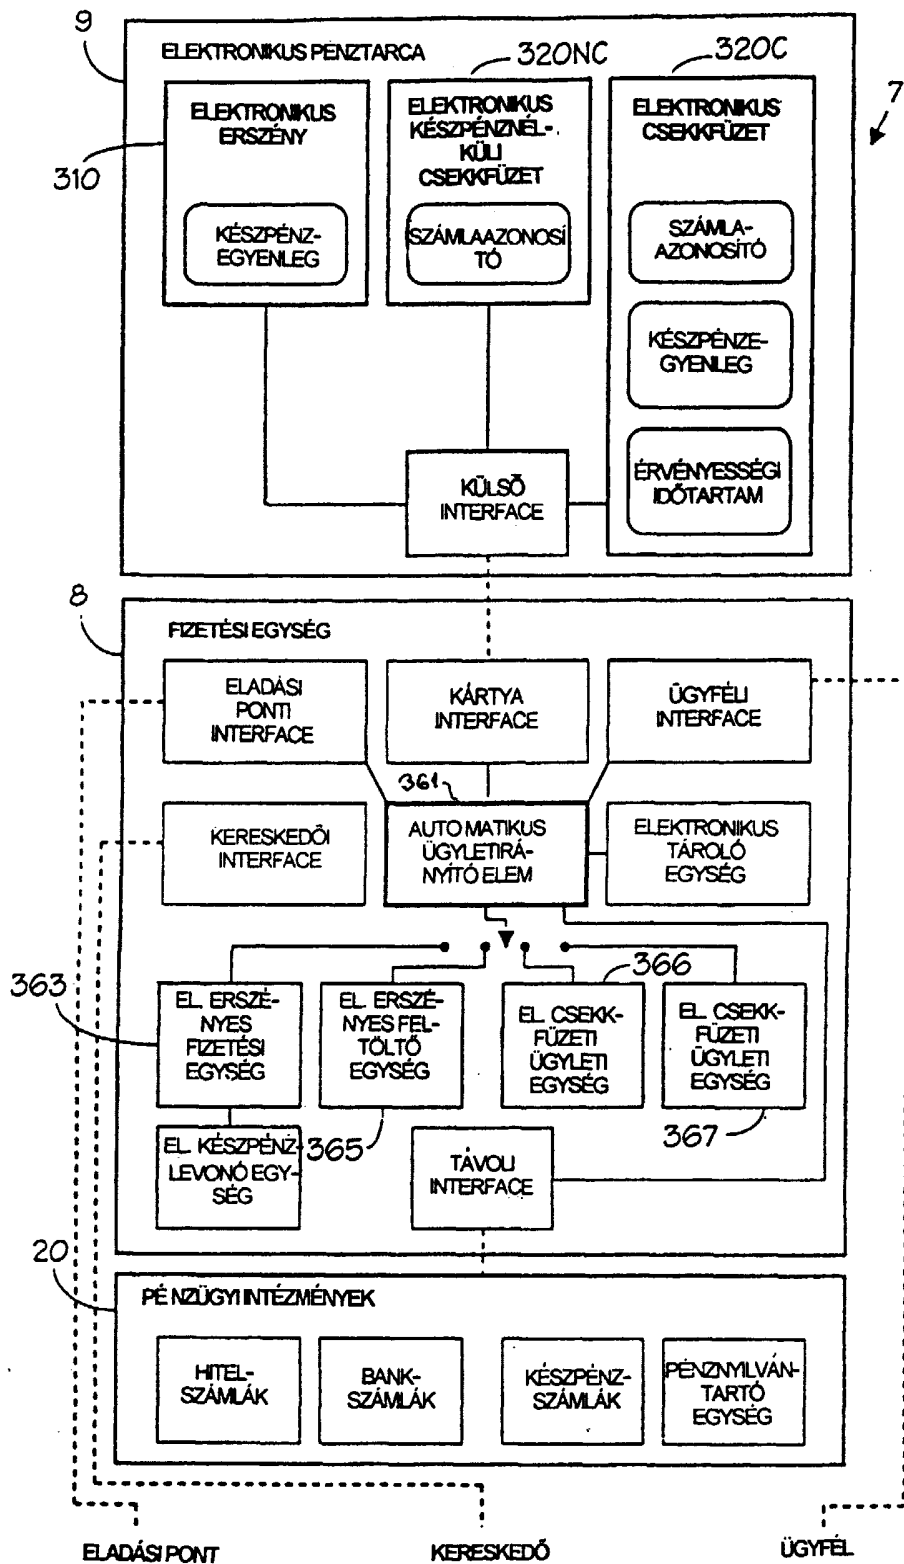 9
ELEKTRONIKUS PENZTARCA
320NC
320C
7
ELEKTRONIKUS
ERSZÉNY
310
KÉSZPÉNZ-
EGYENLEG
ELEKTRONIKUS
KÉSZPÉNZNÉL-
KÜLI
CSEKKFÜZET
SZÁMLAAZONOSÍ
TÓ
ELEKTRONIKUS
CSEKKFÜZET
SZÁMLA-
AZONOSÍTÓ
KÉSZPÉNZE-
GYENLEG
ÉRVÉNYESSÉGI
IDŐTARTAM
KÜLSŐ
INTERFACE
8
FIZETÉSI EGYSÉG
ELADÁSI
PONTI
INTERFACE
KÁRTYA
INTERFACE
ÜGYFÉLI
INTERFACE
361
KERESKEDŐI
INTERFACE
AUTOMATIKUS
ÜGYLETIRÁ-
NYÍTÓ ELEM
ELEKTRONIKUS
TÁROLÓ
EGYSÉG
363
EL. ERSZÉ-
NYES
FIZETÉSI
EGYSÉG
EL. ERSZÉ-
NYES FEL-
TÖLTŐ
EGYSÉG
366
EL. CSEKK-
FÜZETI
ÜGYLETI
EGYSÉG
EL. CSEKK-
FÜZETI
ÜGYLETI
EGYSÉG
365
367
EL. KÉSZPÉNZ-
LEVONÓ EGY-
SÉG
TÁVOLI
INTERFACE
20
PÉNZÜGYI INTÉZMÉNYEK
HITEL-
SZÁMLÁK
BANK-
SZÁMLÁK
KÉSZPÉNZ-
SZÁMLÁK
PÉNZNYILVÁN-
TARTÓ
EGYSÉG
ELADÁSI PONT
KERESKEDŐ
ÜGYFÉL